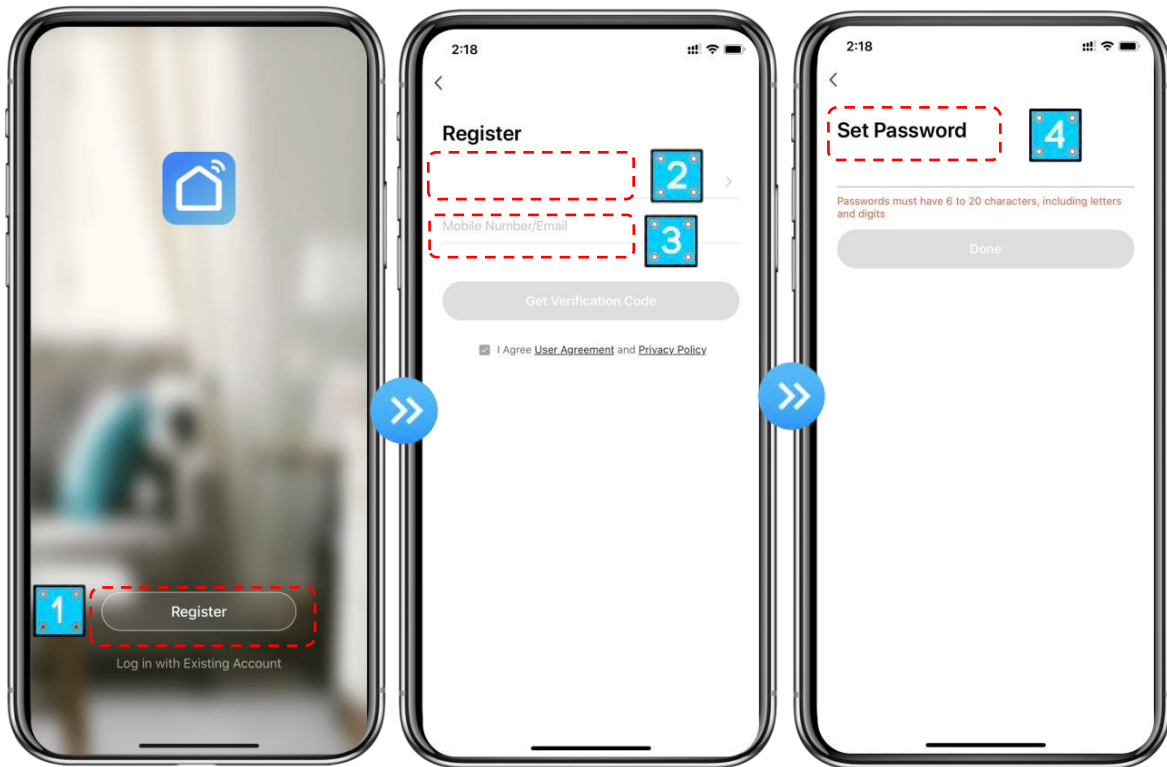 1
Register
Log in with Existing Account
2:18
Register
2
Mobile Number/Email
3
Get Verification Code
I Agree User Agreement and Privacy Policy
2:18
Set Password
4
Passwords must have 6 to 20 characters, including letters
and digits
Done